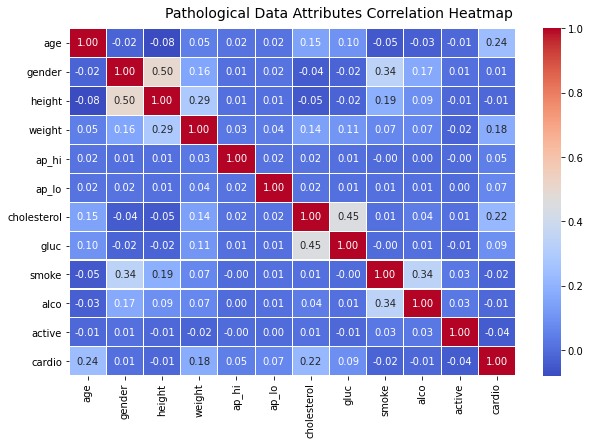 Pathological Data Attributes Correlation Heatmap
age 1.00 -0.02 -0.08 0.05 0.02 0.02 0.15 0.10 -0.05 -0.03 -0.01 0.24
gender -0.02 1.00 0.50 0.16 0.01 0.02 -0.04 -0.02 0.34 0.17 0.01 0.01
height -0.08 0.50 1.00 0.29 0.01 0.01 -0.05 -0.02 0.19 0.09 -0.01 -0.01
weight 0.05 0.16 0.29 1.00 0.03 0.04 0.14 0.11 0.07 0.07 -0.02 0.18
ap_hi 0.02 0.01 0.01 0.03 1.00 0.02 0.02 0.01 -0.00 0.00 -0.00 0.05
ap_lo 0.02 0.02 0.01 0.04 0.02 1.00 0.02 0.01 0.01 0.01 0.00 0.07
cholesterol 0.15 -0.04 -0.05 0.14 0.02 0.02 1.00 0.45 0.01 0.04 0.01 0.22
gluc 0.10 -0.02 -0.02 0.11 0.01 0.01 0.45 1.00 -0.00 0.01 -0.01 0.09
smoke -0.05 0.34 0.19 0.07 -0.00 0.01 0.01 -0.00 1.00 0.34 0.03 -0.02
alco -0.03 0.17 0.09 0.07 0.00 0.01 0.04 0.01 0.34 1.00 0.03 -0.01
active -0.01 0.01 -0.01 -0.02 -0.00 0.00 0.01 -0.01 0.03 0.03 1.00 -0.04
cardio 0.24 0.01 -0.01 0.18 0.05 0.07 0.22 0.09 -0.02 -0.01 -0.04 1.00
age gender height weight ap_hi ap_lo cholesterol gluc smoke alco active cardio
1.0
0.8
0.6
0.4
0.2
0.0